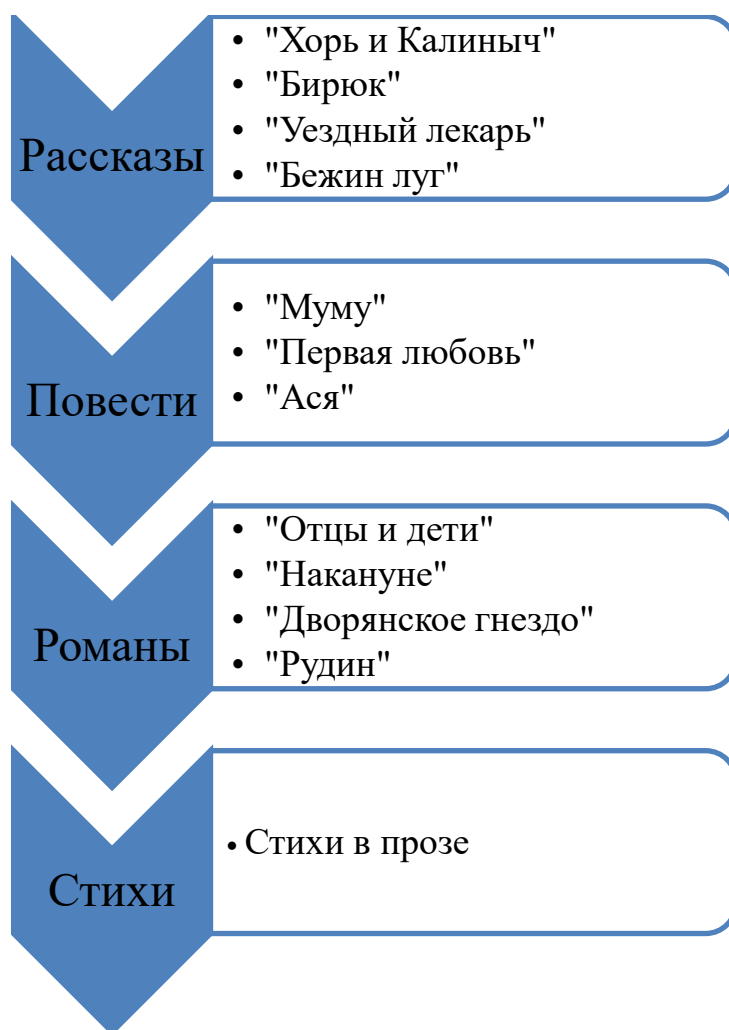 Рассказы
• "Хорь и Калиныч"
• "Бирюк"
• "Уездный лекарь"
• "Бежин луг"
Повести
• "Муму"
• "Первая любовь"
• "Ася"
Романы
• "Отцы и дети"
• "Накануне"
• "Дворянское гнездо"
• "Рудин"
Стихи
• Стихи в прозе